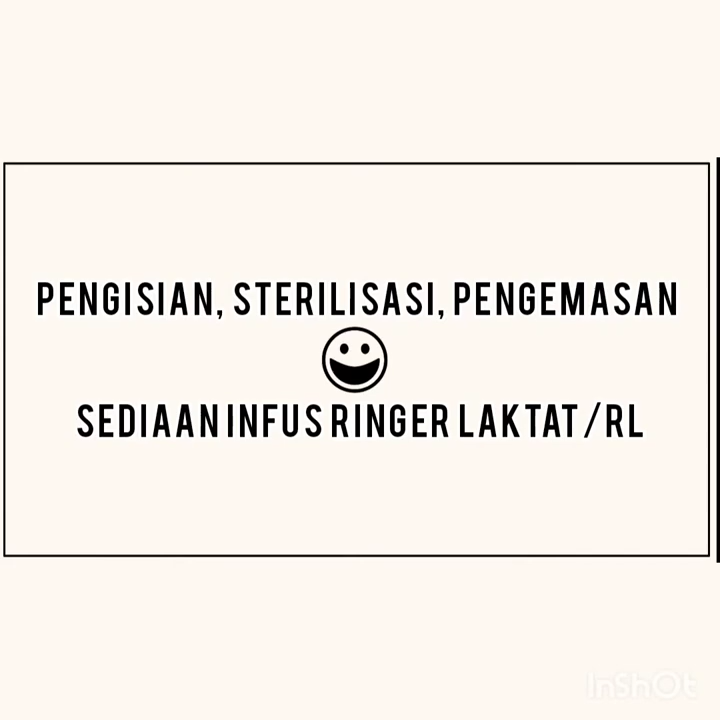 PENGISIAN, STERILISASI, PENGEMASAN
SEDIAAN INFUS RINGER LAKTAT/RL
InShOt